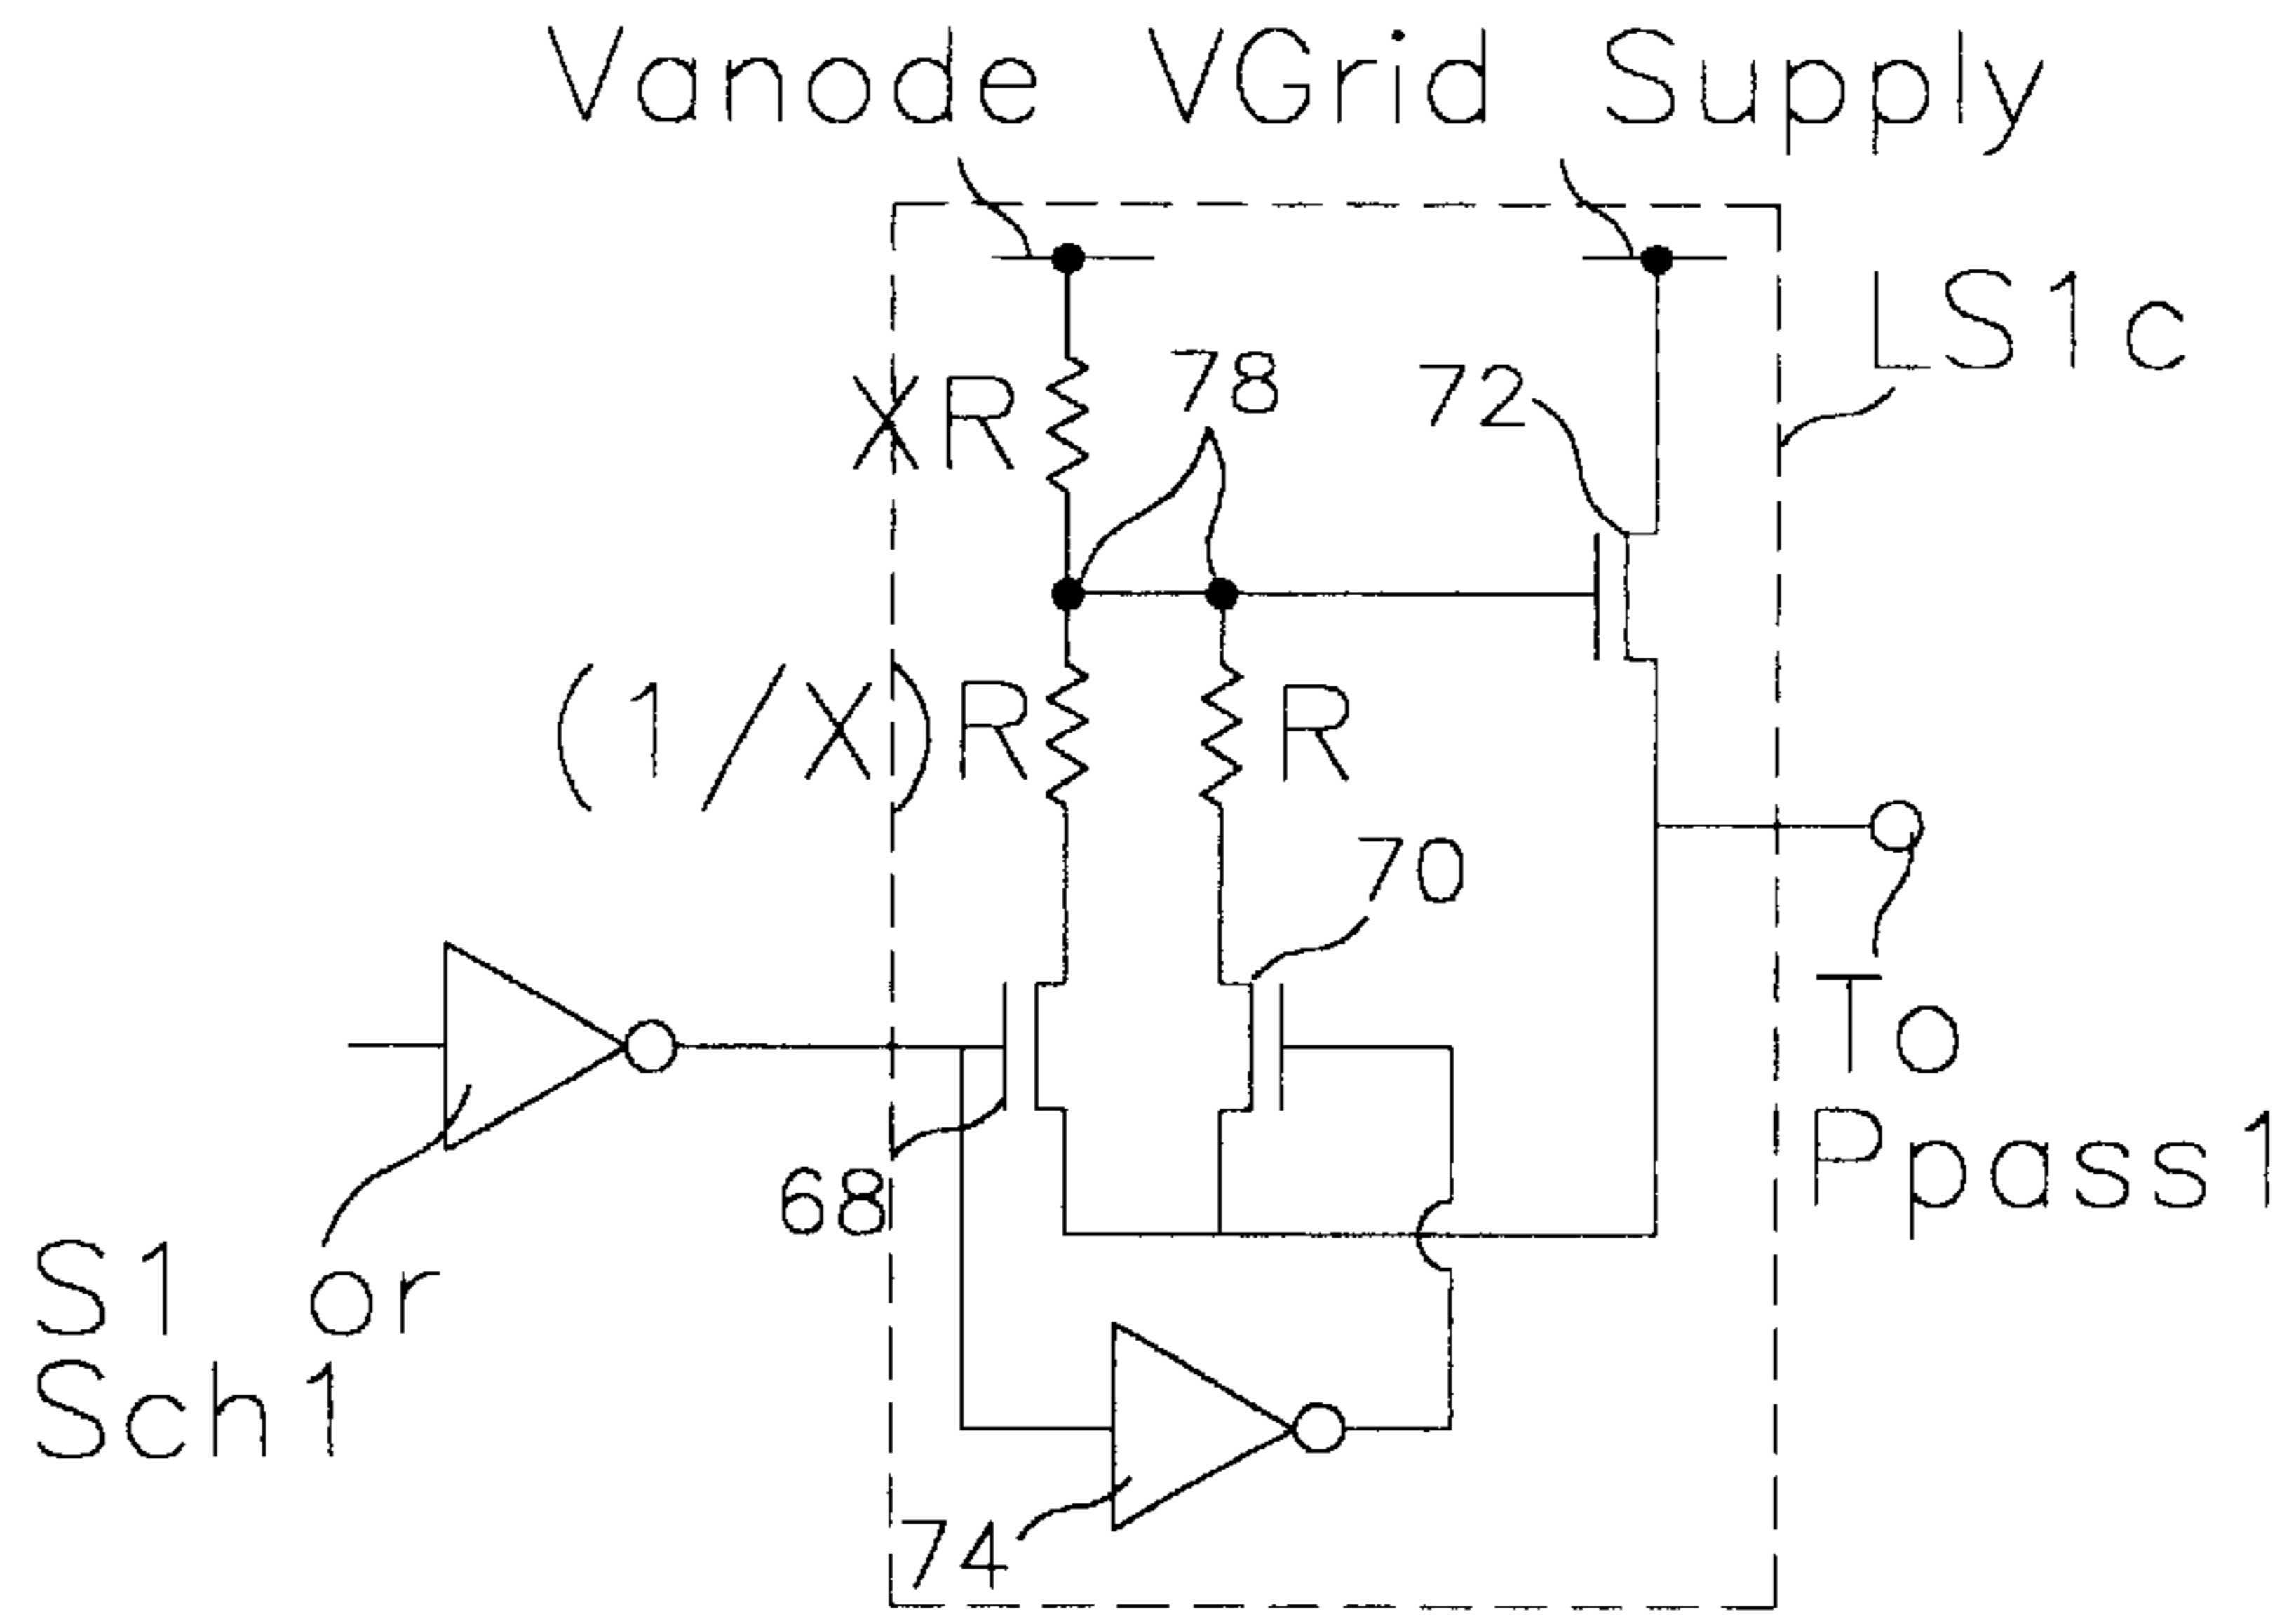 Vanode VGrid Supply
LS1c
XR
78
72
(1/X)R
R
70
To
Ppass1
68
S1 or
Sch1
74